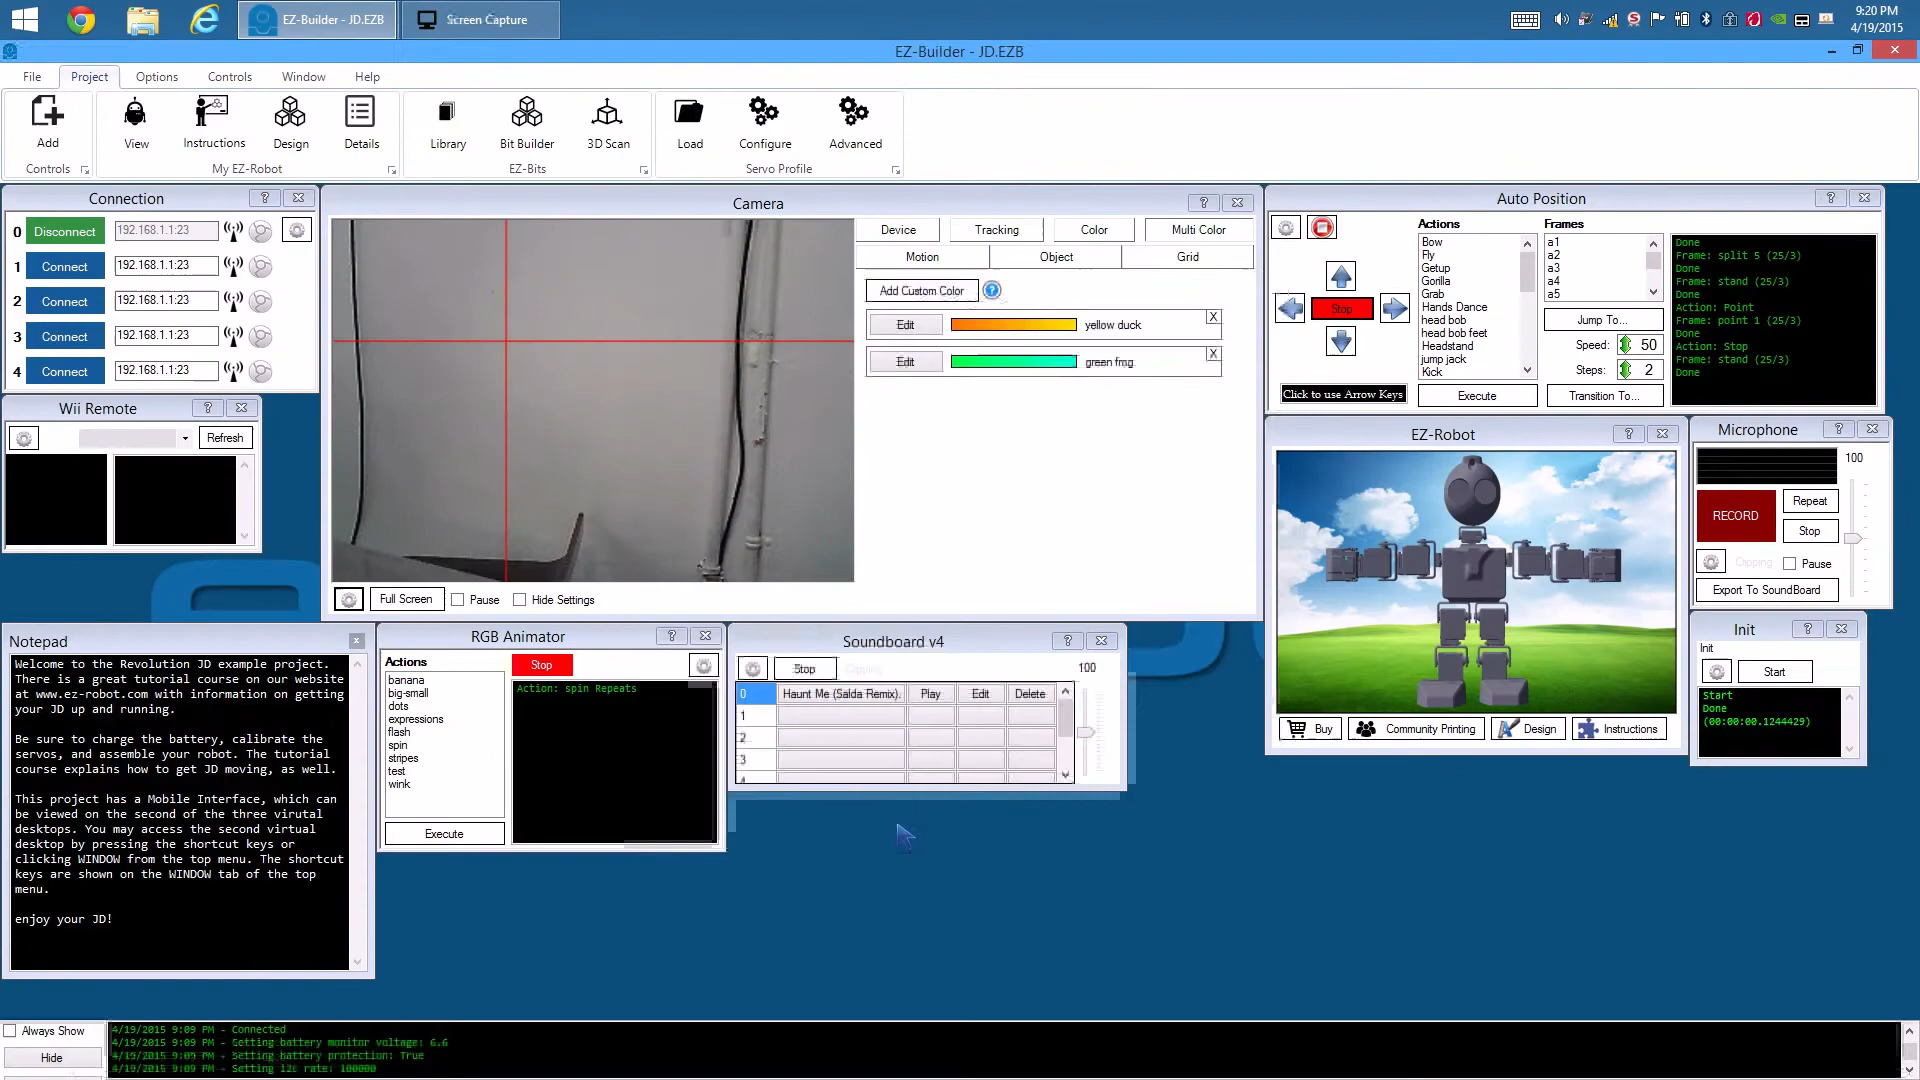 EZ-Builder - JD.EZB
Screen Capture
9:20 PM
4/19/2015
EZ-Builder - JD.EZB
File
Project
Options
Controls
Window
Help
Add
View
Instructions
Design
Details
Library
Bit Builder
3D Scan
Load
Configure
Advanced
Controls
My EZ-Robot
EZ-Bits
Servo Profile
Connection
0 Disconnect 192.168.1.1:23
1 Connect 192.168.1.1:23
2 Connect 192.168.1.1:23
3 Connect 192.168.1.1:23
4 Connect 192.168.1.1:23
Wii Remote
Refresh
Camera
Device
Tracking
Color
Multi Color
Motion
Object
Grid
Add Custom Color
Edit
yellow duck
X
Edit
green frog
X
Full Screen
Pause
Hide Settings
Auto Position
Stop
Click to use Arrow Keys
Actions
Bow
Fly
Getup
Gorilla
Grab
Hands Dance
head bob
head bob feet
Headstand
jump jack
Kick
Execute
Frames
a1
a2
a3
a4
a5
Jump To...
Speed: 50
Steps: 2
Transition To...
Done
Frame: split 5 (25/3)
Done
Frame: stand (25/3)
Done
Action: Point
Frame: point 1 (25/3)
Done
Action: Stop
Frame: stand (25/3)
Done
EZ-Robot
Buy
Community Printing
Design
Instructions
Microphone
100
RECORD
Repeat
Stop
Clipping
Pause
Export To SoundBoard
Init
Init
Start
Start
Done
(00:00:00.1244429)
Notepad
Welcome to the Revolution JD example project.
There is a great tutorial course on our website
at www.ez-robot.com with information on getting
your JD up and running.
Be sure to charge the battery, calibrate the
servos, and assemble your robot. The tutorial
course explains how to get JD moving, as well.
This project has a Mobile Interface, which can
be viewed on the second of the three virutal
desktops. You may access the second virtual
desktop by pressing the shortcut keys or
clicking WINDOW from the top menu. The shortcut
keys are shown on the WINDOW tab of the top
menu.
enjoy your JD!
RGB Animator
Actions
banana
big-small
dots
expressions
flash
spin
stripes
test
wink
Execute
Stop
Action: spin Repeats
Soundboard v4
Stop
Clipping
100
0 Haunt Me (Salda Remix). Play Edit Delete
1
2
3
4
Always Show
Hide
4/19/2015 9:09 PM - Connected
4/19/2015 9:09 PM - Getting battery monitor voltage: 6.6
4/19/2015 9:09 PM - Setting battery protection: True
4/19/2015 9:09 PM - Setting i2c rate: 100000